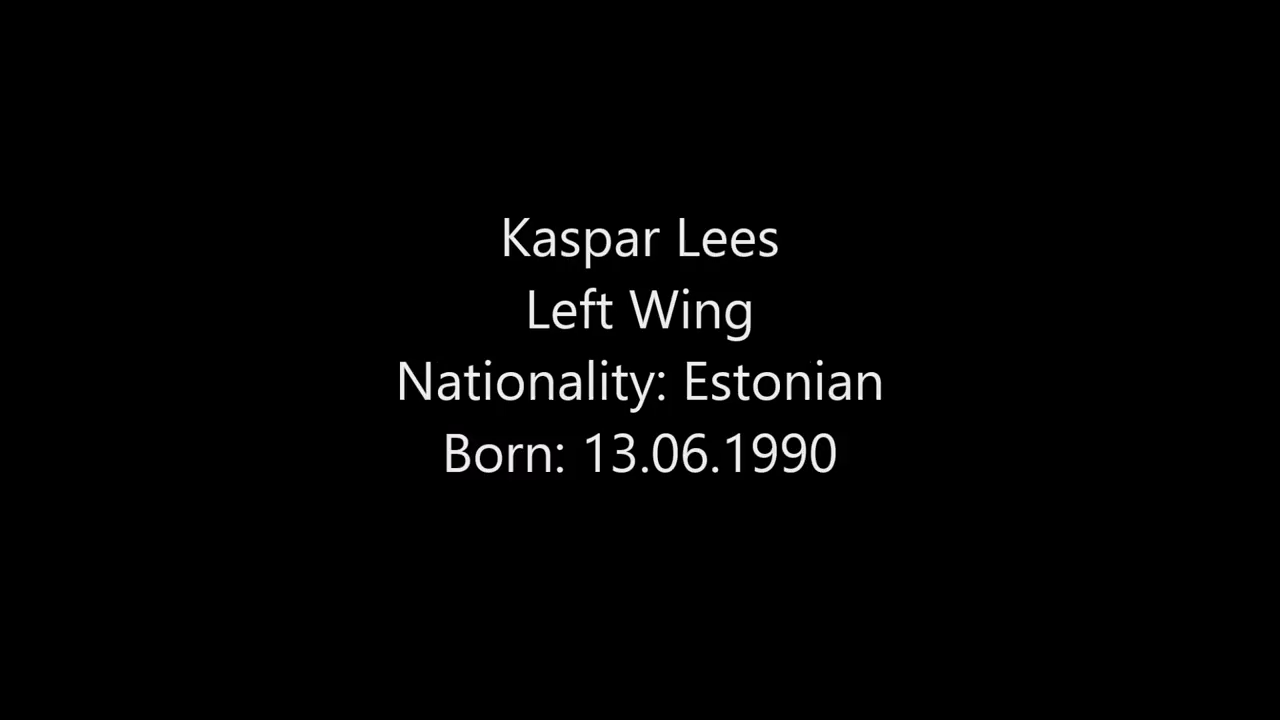 Kaspar Lees
Left Wing
Nationality: Estonian
Born: 13.06.1990